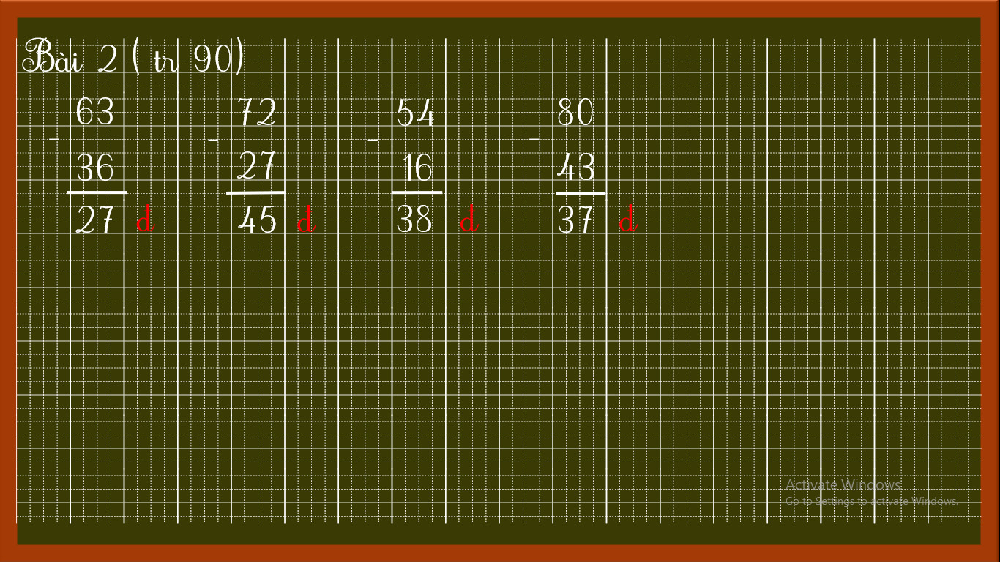 Bài 2 ( tr 90)
63 72 54 80
- - - -
36 27 16 43
27 đ 45 đ 38 đ 37 đ
Activate Windows
Go to Settings to activate Windows.